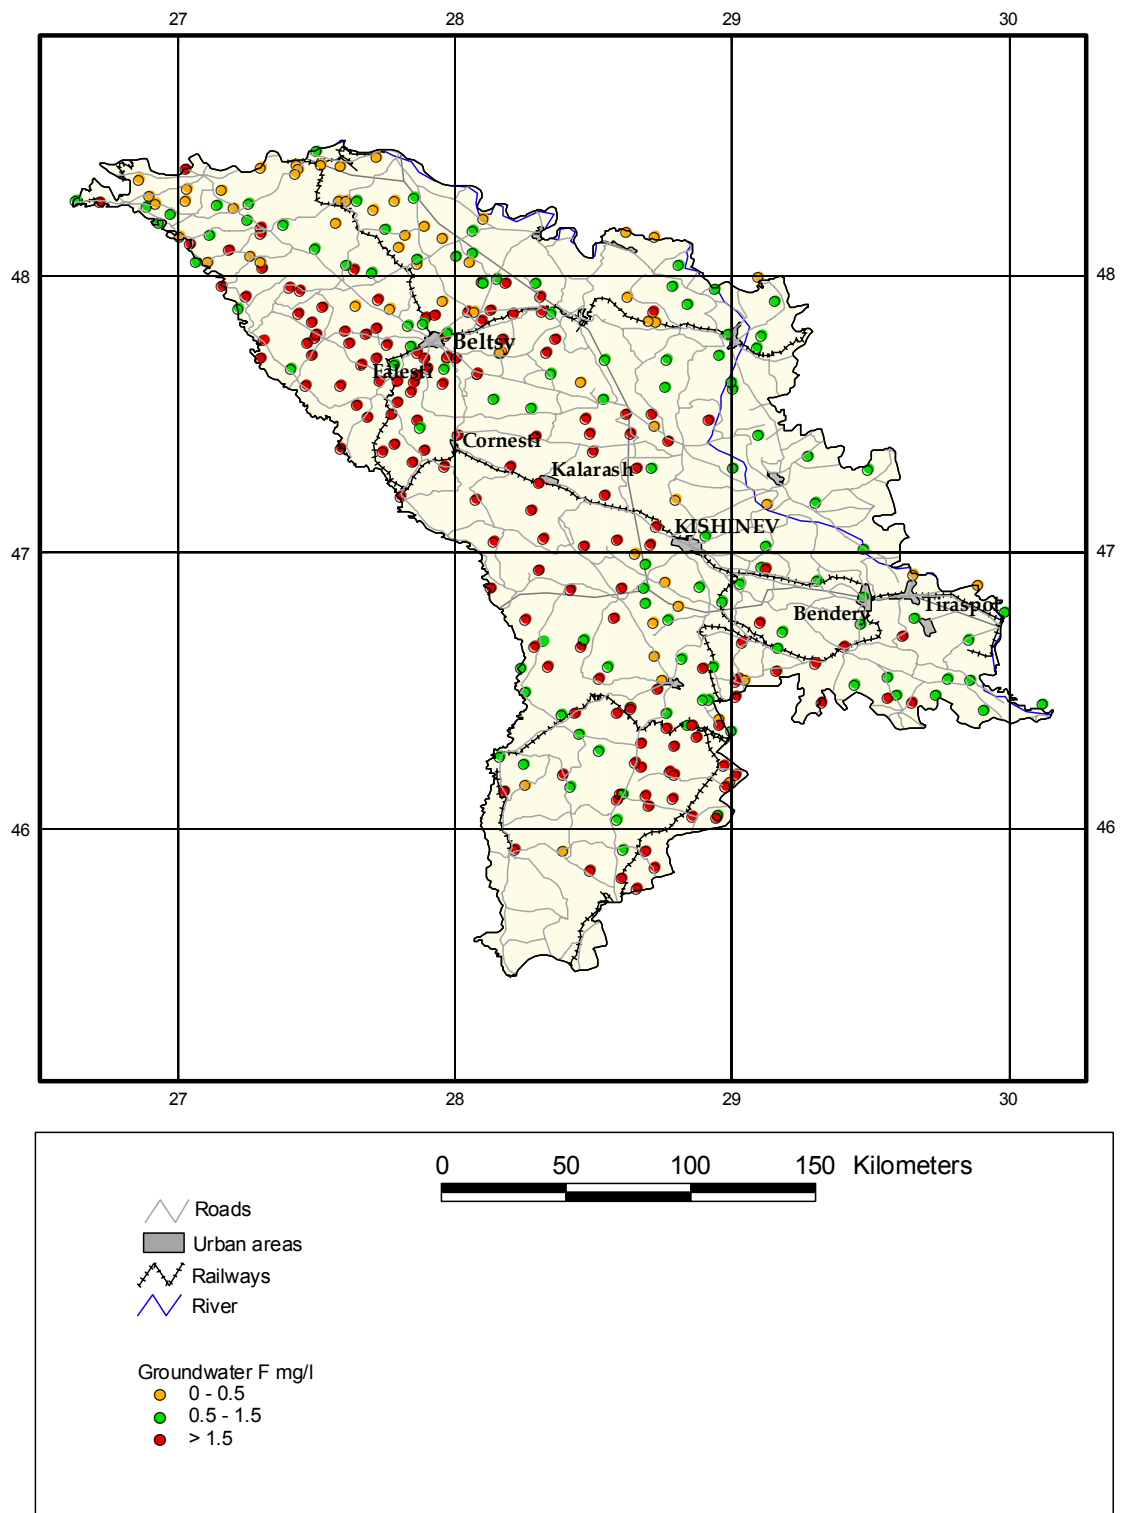 27 28 29 30
48 48
Beltsy
Falesti
Cornesti
Kalarash
KISHINEV
47 47
Bendery
Tiraspol
46 46
27 28 29 30
0 50 100 150 Kilometers
Roads
Urban areas
Railways
River
Groundwater F mg/l
0 - 0.5
0.5 - 1.5
> 1.5